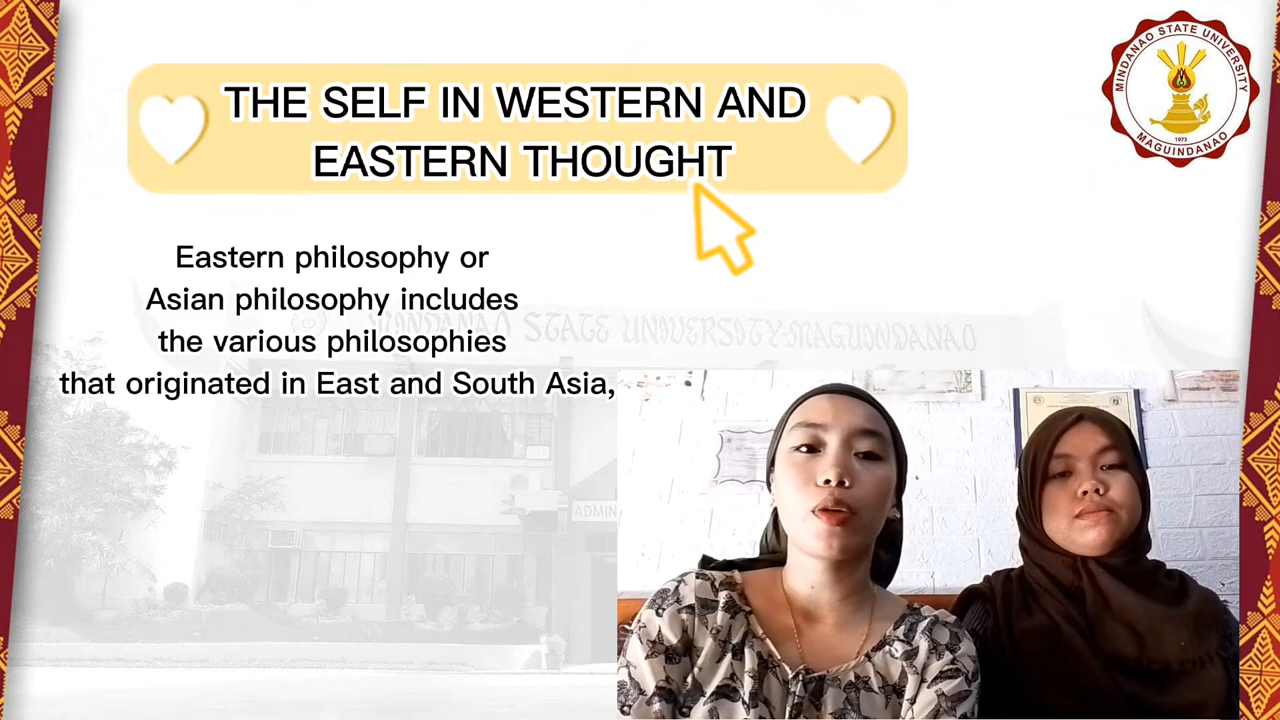 THE SELF IN WESTERN AND
EASTERN THOUGHT
MINDANAO STATE UNIVERSITY
MAGUINDANAO
1973
Eastern philosophy or
Asian philosophy includes
the various philosophies
that originated in East and South Asia,
MINDANAO STATE UNIVERSITY-MAGUINDANAO
ADMIN